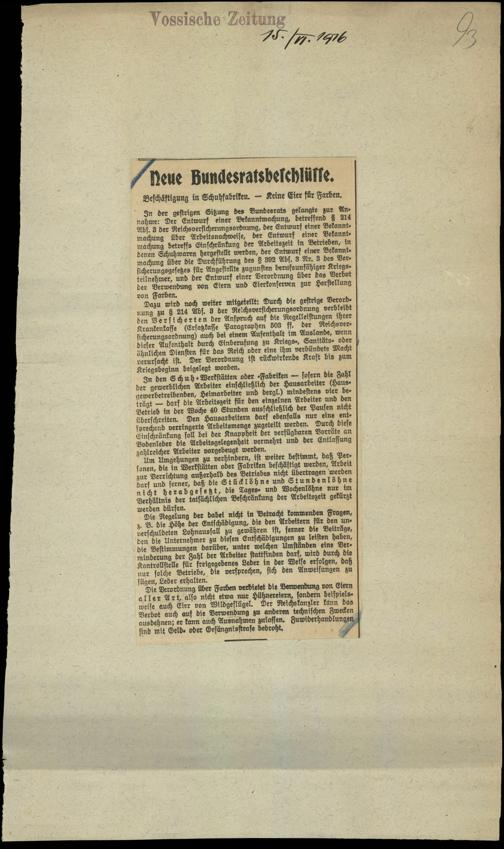 Vossische Zeitung
15./VI. 1916
93
Neue Bundesratsbeschlüsse.
Beschäftigung in Schuhfabriken. — Keine Eier für Farben.
In der gestrigen Sitzung des Bundesrats gelangte zur An-
nahme: Der Entwurf einer Bekanntmachung, betreffend § 214
Abs. 3 der Reichsversicherungsordnung, der Entwurf einer Bekannt-
machung über Arbeitsnachweise, der Entwurf einer Bekannt-
machung betreffs Einschränkung der Arbeitszeit in Betrieben, in
denen Schuhwaren hergestellt werden, der Entwurf einer Bekannt-
machung über die Durchführung des § 392 Abs. 3 Nr. 3 des Ver-
sicherungsgesetzes für Angestellte zugunsten berufsunfähiger Kriegs-
teilnehmer, und der Entwurf einer Verordnung über das Verbot
der Verwendung von Eiern und Eierkonserven zur Herstellung
von Farben.
Dazu wird noch weiter mitgeteilt: Durch die gestrige Verord-
nung zu § 214 Abs. 3 der Reichsversicherungsordnung verbleibt
den Versicherten der Anspruch auf die Regelleistungen ihrer
Krankenkasse (Ersatzkasse Paragraphen 503 ff. der Reichsver-
sicherungsordnung) auch bei einem Aufenthalt im Auslande, wenn
dieser Aufenthalt durch Einberufung zu Kriegs-, Sanitäts- oder
ähnlichen Diensten für das Reich oder eine ihm verbündete Macht
verursacht ist. Der Verordnung ist rückwirkende Kraft bis zum
Kriegsbeginn beigelegt worden.
In den Schuh-Werkstätten oder -Fabriken — sofern die Zahl
der gewerblichen Arbeiter einschließlich der Hausarbeiter (Haus-
gewerbetreibenden, Heimarbeiter und dergl.) mindestens vier be-
trägt — darf die Arbeitszeit für den einzelnen Arbeiter und den
Betrieb in der Woche 40 Stunden ausschließlich der Pausen nicht
überschreiten. Den Hausarbeitern darf ebenfalls nur eine ent-
sprechend verringerte Arbeitsmenge zugeteilt werden. Durch diese
Einschränkung soll bei der Knappheit der verfügbaren Vorräte an
Bodenleder die Arbeitsgelegenheit vermehrt und der Entlassung
zahlreicher Arbeiter vorgebeugt werden.
Um Umgehungen zu verhindern, ist weiter bestimmt, daß Per-
sonen, die in Werkstätten oder Fabriken beschäftigt werden, Arbeit
zur Verrichtung außerhalb des Betriebes nicht übertragen werden
darf und ferner, daß die Stücklöhne und Stundenlöhne
nicht herabgesetzt, die Tages- und Wochenlöhne nur im
Verhältnis der tatsächlichen Beschränkung der Arbeitszeit gekürzt
werden dürfen.
Die Regelung der dabei nicht in Betracht kommenden Fragen,
z. B. die Höhe der Entschädigung, die den Arbeitern für den un-
verschuldeten Lohnausfall zu gewähren ist, ferner die Beiträge,
den die Unternehmer zu diesen Entschädigungen zu leisten haben,
die Bestimmungen darüber, unter welchen Umständen eine Ver-
minderung der Zahl der Arbeiter stattfinden darf, wird durch die
Kontrollstelle für freigegebenes Leder in der Weise erfolgen, daß
nur solche Betriebe, die versprechen, sich den Anweisungen zu
fügen, Leder erhalten.
Die Verordnung über Farben verbietet die Verwendung von Eiern
aller Art, also nicht etwa nur Hühnereiern, sondern beispiels-
weise auch Eier von Wildgeflügel. Der Reichskanzler kann das
Verbot auch auf die Verwendung zu anderen technischen Zwecken
ausdehnen; er kann auch Ausnahmen zulassen. Zuwiderhandlungen
sind mit Geld- oder Gefängnisstrafe bedroht.